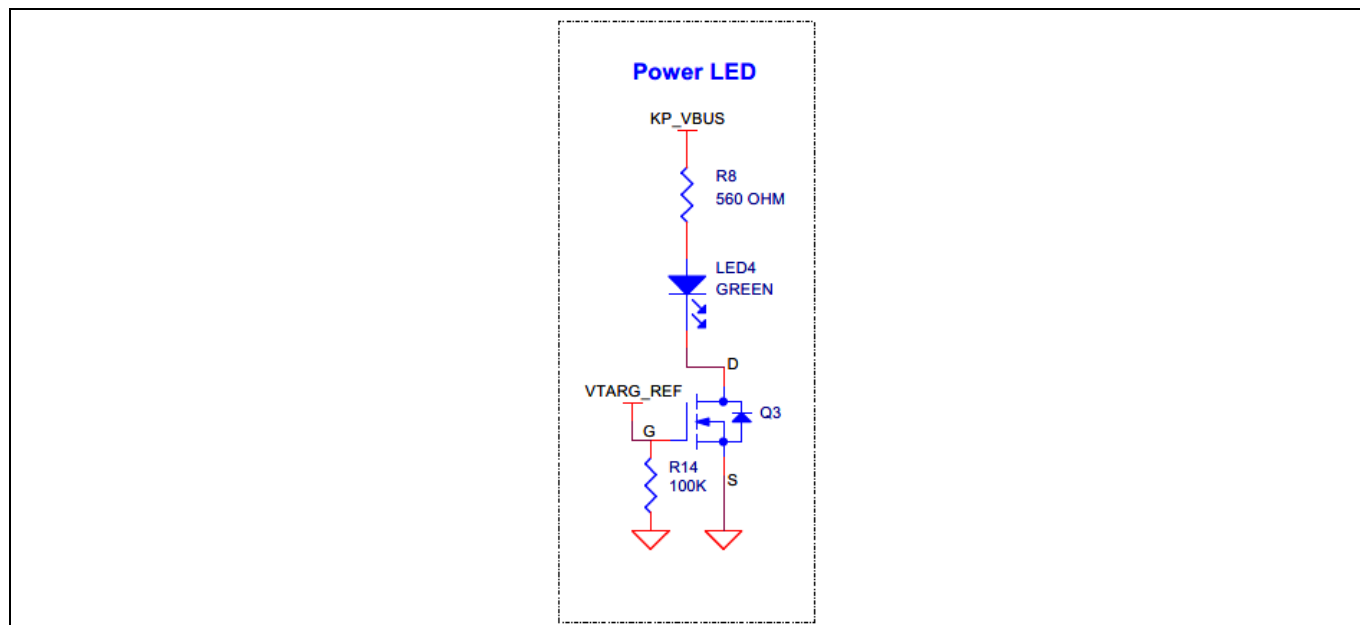 Power LED
KP_VBUS
R8
560 OHM
LED4
GREEN
D
VTARG_REF
Q3
G
R14
100K
S